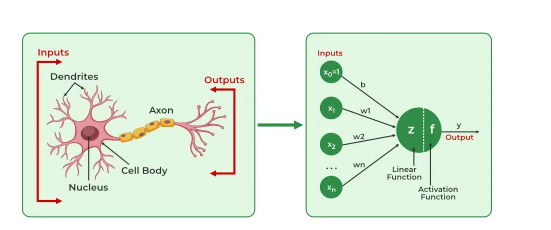 Inputs
Dendrites
Outputs
Axon
Cell Body
Nucleus
Inputs
x₀=1
b
x₁
w1
x₂
w2
...
wn
xₙ
z
f
y
Output
Linear
Function
Activation
Function